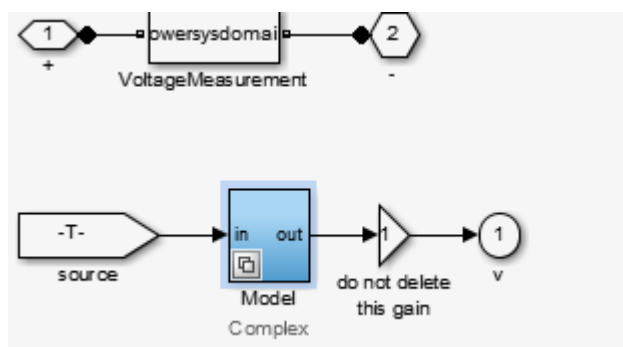 1
owersysdomai
2
+
VoltageMeasurement
-
-T-
in out
1
1
source
Model
do not delete
this gain
v
Complex